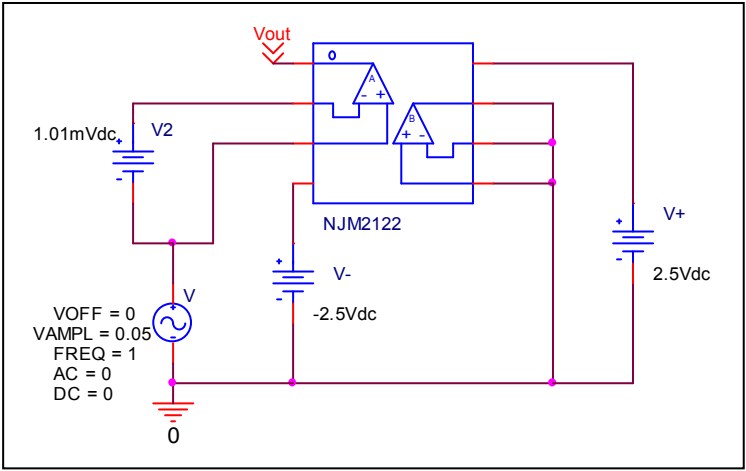 Vout
A
- +
B
+ -
1.01mVdc
+
V2
-
NJM2122
V+
+
-
2.5Vdc
+
V-
-
-2.5Vdc
V
+
-
VOFF = 0
VAMPL = 0.05
FREQ = 1
AC = 0
DC = 0
0